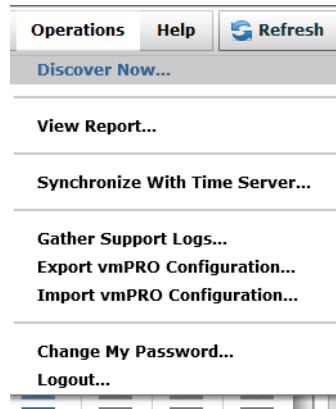 Operations Help Refresh
Discover Now...
View Report...
Synchronize With Time Server...
Gather Support Logs...
Export vmPRO Configuration...
Import vmPRO Configuration...
Change My Password...
Logout...